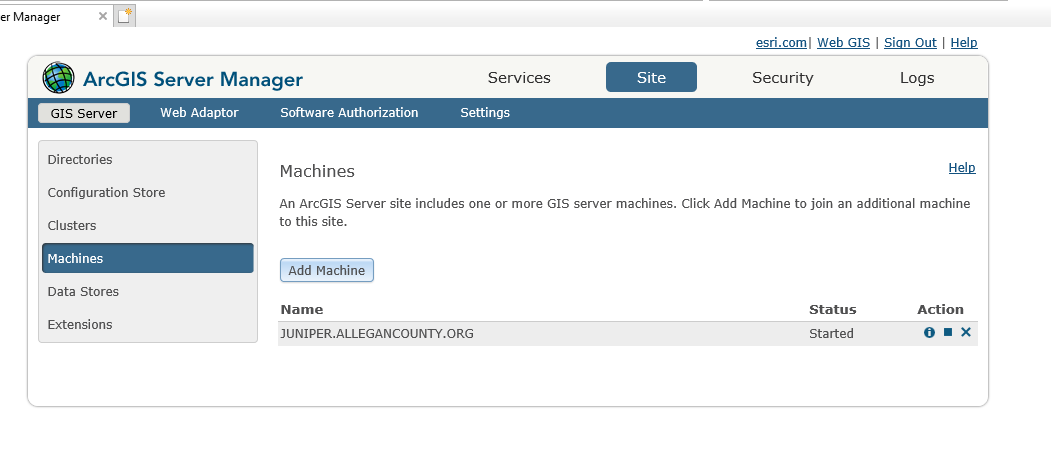 er Manager
esri.com| Web GIS | Sign Out | Help
ArcGIS Server Manager
Services
Site
Security
Logs
GIS Server
Web Adaptor
Software Authorization
Settings
Directories
Configuration Store
Clusters
Machines
Data Stores
Extensions
Machines
Help
An ArcGIS Server site includes one or more GIS server machines. Click Add Machine to join an additional machine
to this site.
Add Machine
Name Status Action
JUNIPER.ALLEGANCOUNTY.ORG Started